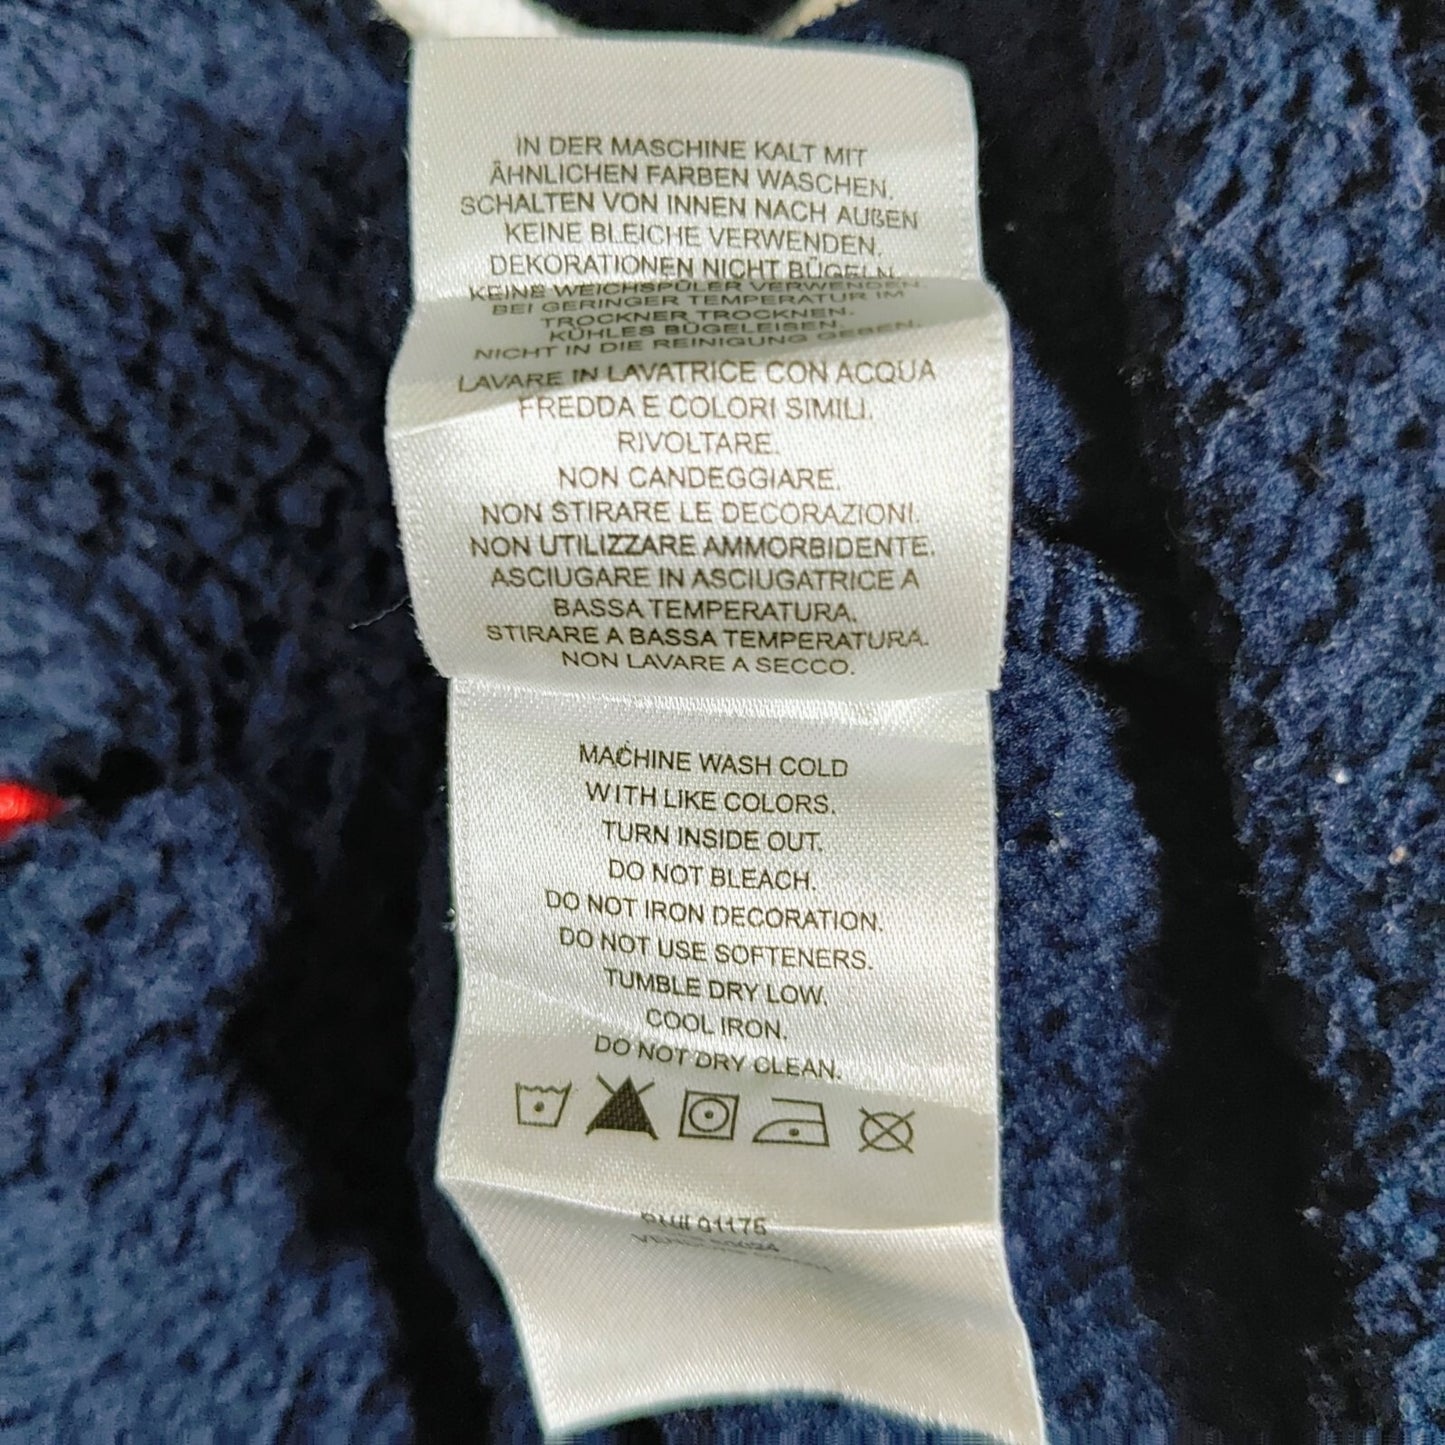 IN DER MASCHINE KALT MIT
ÄHNLICHEN FARBEN WASCHEN.
SCHALTEN VON INNEN NACH AUßEN
KEINE BLEICHE VERWENDEN.
DEKORATIONEN NICHT BÜGELN.
KEINE WEICHSPÜLER VERWENDEN.
BEI GERINGER TEMPERATUR IM
TROCKNER TROCKNEN.
KÜHLES BÜGELEISEN.
NICHT IN DIE REINIGUNG GEBEN.
LAVARE IN LAVATRICE CON ACQUA
FREDDA E COLORI SIMILI.
RIVOLTARE.
NON CANDEGGIARE.
NON STIRARE LE DECORAZIONI.
NON UTILIZZARE AMMORBIDENTE.
ASCIUGARE IN ASCIUGATRICE A
BASSA TEMPERATURA.
STIRARE A BASSA TEMPERATURA.
NON LAVARE A SECCO.
MACHINE WASH COLD
WITH LIKE COLORS.
TURN INSIDE OUT.
DO NOT BLEACH.
DO NOT IRON DECORATION.
DO NOT USE SOFTENERS.
TUMBLE DRY LOW.
COOL IRON.
DO NOT DRY CLEAN.